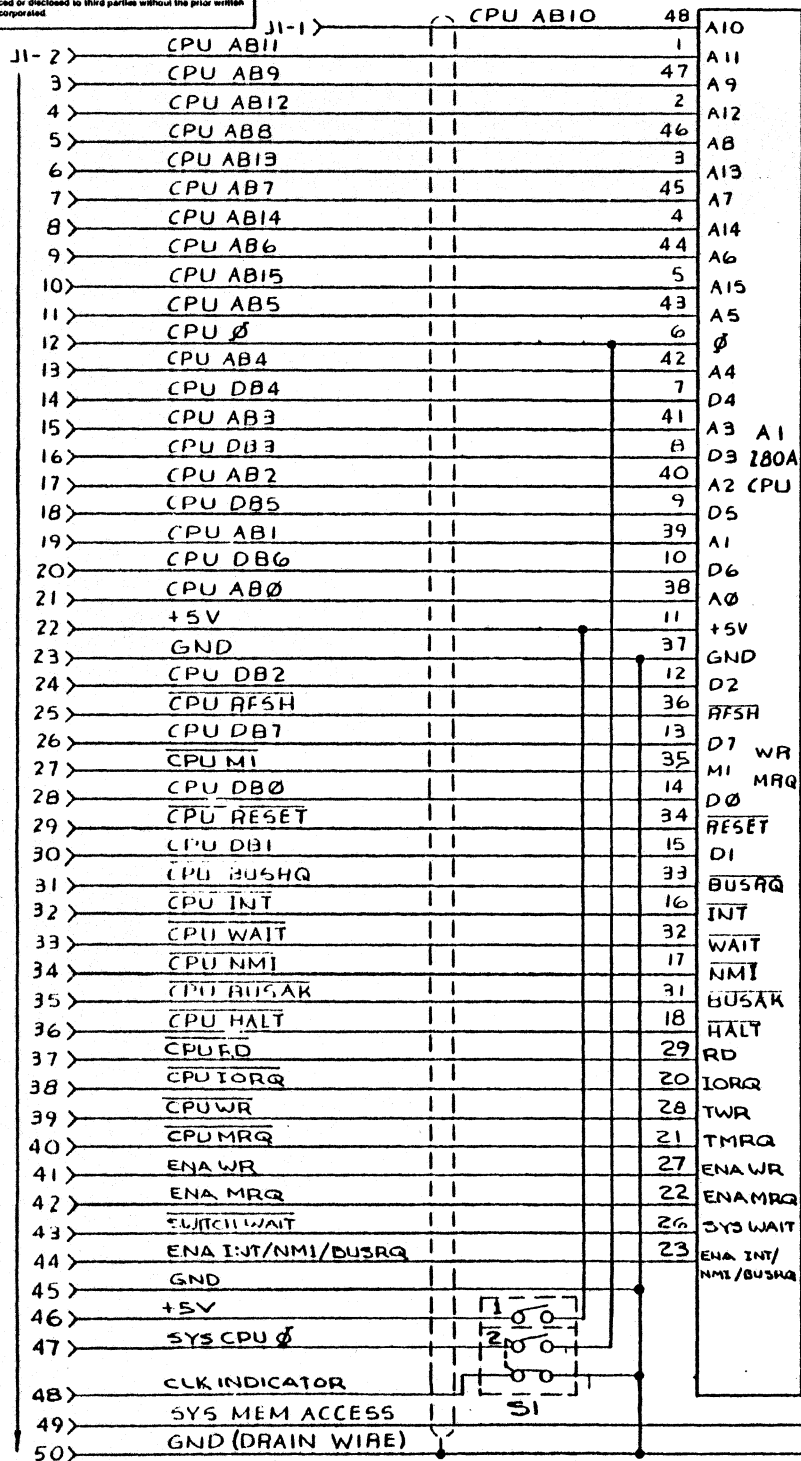 ced or disclosed to third parties without the prior written
corporated.
J1-1 CPU AB10 48 A10
J1-2 CPU AB11 1 A11
3 CPU AB9 47 A9
4 CPU AB12 2 A12
5 CPU AB8 46 A8
6 CPU AB13 3 A13
7 CPU AB7 45 A7
8 CPU AB14 4 A14
9 CPU AB6 44 A6
10 CPU AB15 5 A15
11 CPU AB5 43 A5
12 CPU Ø 6 Ø
13 CPU AB4 42 A4
14 CPU DB4 7 D4
15 CPU AB3 41 A3 A1
16 CPU DB3 8 D3 Z80A
17 CPU AB2 40 A2 CPU
18 CPU DB5 9 D5
19 CPU AB1 39 A1
20 CPU DB6 10 D6
21 CPU ABØ 38 AØ
22 +5V 11 +5V
23 GND 37 GND
24 CPU DB2 12 D2
25 CPU RFSH 36 RFSH
26 CPU DB7 13 D7 WR
27 CPU M1 35 M1 MRQ
28 CPU DBØ 14 DØ
29 CPU RESET 34 RESET
30 CPU DB1 15 D1
31 CPU BUSRQ 33 BUSRQ
32 CPU INT 16 INT
33 CPU WAIT 32 WAIT
34 CPU NMI 17 NMI
35 CPU BUSAK 31 BUSAK
36 CPU HALT 18 HALT
37 CPU RD 29 RD
38 CPU IORQ 20 IORQ
39 CPU WR 28 TWR
40 CPU MRQ 21 TMRQ
41 ENA WR 27 ENA WR
42 ENA MRQ 22 ENA MRQ
43 SWITCH WAIT 26 SYS WAIT
44 ENA INT/NMI/BUSRQ 23 ENA INT/
NMI/BUSRQ
45 GND
46 +5V 1
47 SYS CPU Ø 2
48 CLK INDICATOR
S1
49 SYS MEM ACCESS
50 GND (DRAIN WIRE)